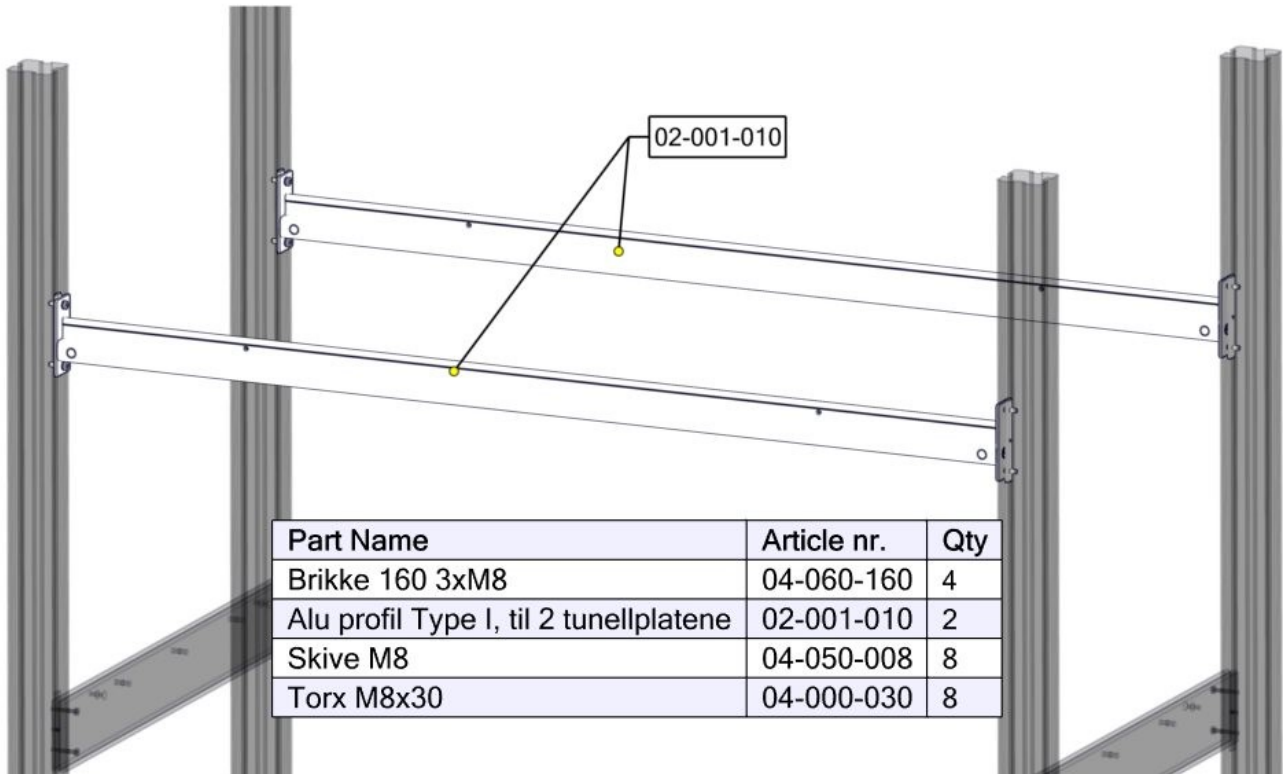 02-001-010
Part Name Article nr. Qty
Brikke 160 3xM8 04-060-160 4
Alu profil Type I, til 2 tunellplatene 02-001-010 2
Skive M8 04-050-008 8
Torx M8x30 04-000-030 8